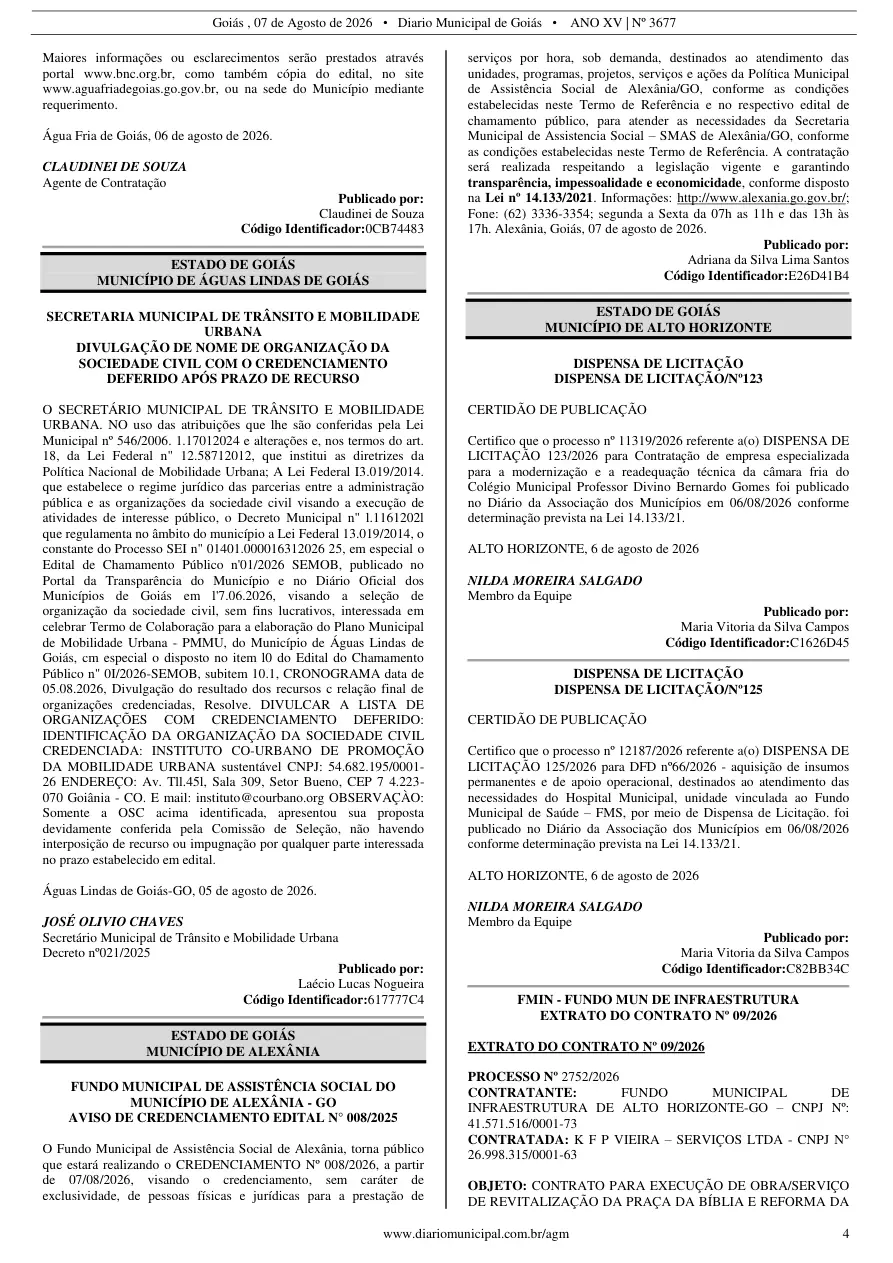 Goiás , 07 de Agosto de 2026 • Diario Municipal de Goiás • ANO XV | Nº 3677
Maiores informações ou esclarecimentos serão prestados através
portal www.bnc.org.br, como também cópia do edital, no site
www.aguafriadegoias.go.gov.br, ou na sede do Município mediante
requerimento.
Água Fria de Goiás, 06 de agosto de 2026.
CLAUDINEI DE SOUZA
Agente de Contratação
Publicado por:
Claudinei de Souza
Código Identificador:0CB74483
ESTADO DE GOIÁS
MUNICÍPIO DE ÁGUAS LINDAS DE GOIÁS
SECRETARIA MUNICIPAL DE TRÂNSITO E MOBILIDADE
URBANA
DIVULGAÇÃO DE NOME DE ORGANIZAÇÃO DA
SOCIEDADE CIVIL COM O CREDENCIAMENTO
DEFERIDO APÓS PRAZO DE RECURSO
O SECRETÁRIO MUNICIPAL DE TRÂNSITO E MOBILIDADE
URBANA. NO uso das atribuições que lhe são conferidas pela Lei
Municipal nº 546/2006. 1.17012024 e alterações e, nos termos do art.
18, da Lei Federal n" 12.58712012, que institui as diretrizes da
Política Nacional de Mobilidade Urbana; A Lei Federal I3.019/2014.
que estabelece o regime jurídico das parcerias entre a administração
pública e as organizações da sociedade civil visando a execução de
atividades de interesse público, o Decreto Municipal n" l.1161202l
que regulamenta no âmbito do município a Lei Federal 13.019/2014, o
constante do Processo SEI n" 01401.000016312026 25, em especial o
Edital de Chamamento Público n'01/2026 SEMOB, publicado no
Portal da Transparência do Município e no Diário Oficial dos
Municípios de Goiás em l'7.06.2026, visando a seleção de
organização da sociedade civil, sem fins lucrativos, interessada em
celebrar Termo de Colaboração para a elaboração do Plano Municipal
de Mobilidade Urbana - PMMU, do Município de Águas Lindas de
Goiás, cm especial o disposto no item l0 do Edital do Chamamento
Público n" 0I/2026-SEMOB, subitem 10.1, CRONOGRAMA data de
05.08.2026, Divulgação do resultado dos recursos c relação final de
organizações credenciadas, Resolve. DIVULCAR A LISTA DE
ORGANIZAÇÕES COM CREDENCIAMENTO DEFERIDO:
IDENTIFICAÇÃO DA ORGANIZAÇÃO DA SOCIEDADE CIVIL
CREDENCIADA: INSTITUTO CO-URBANO DE PROMOÇÃO
DA MOBILIDADE URBANA sustentável CNPJ: 54.682.195/0001-
26 ENDEREÇO: Av. Tll.45l, Sala 309, Setor Bueno, CEP 7 4.223-
070 Goiânia - CO. E mail: instituto@courbano.org OBSERVAÇÀO:
Somente a OSC acima identificada, apresentou sua proposta
devidamente conferida pela Comissão de Seleção, não havendo
interposição de recurso ou impugnação por qualquer parte interessada
no prazo estabelecido em edital.
Águas Lindas de Goiás-GO, 05 de agosto de 2026.
JOSÉ OLIVIO CHAVES
Secretário Municipal de Trânsito e Mobilidade Urbana
Decreto nº021/2025
Publicado por:
Laécio Lucas Nogueira
Código Identificador:617777C4
ESTADO DE GOIÁS
MUNICÍPIO DE ALEXÂNIA
FUNDO MUNICIPAL DE ASSISTÊNCIA SOCIAL DO
MUNICÍPIO DE ALEXÂNIA - GO
AVISO DE CREDENCIAMENTO EDITAL N° 008/2025
O Fundo Municipal de Assistência Social de Alexânia, torna público
que estará realizando o CREDENCIAMENTO Nº 008/2026, a partir
de 07/08/2026, visando o credenciamento, sem caráter de
exclusividade, de pessoas físicas e jurídicas para a prestação de
serviços por hora, sob demanda, destinados ao atendimento das
unidades, programas, projetos, serviços e ações da Política Municipal
de Assistência Social de Alexânia/GO, conforme as condições
estabelecidas neste Termo de Referência e no respectivo edital de
chamamento público, para atender as necessidades da Secretaria
Municipal de Assistencia Social – SMAS de Alexânia/GO, conforme
as condições estabelecidas neste Termo de Referência. A contratação
será realizada respeitando a legislação vigente e garantindo
transparência, impessoalidade e economicidade, conforme disposto
na Lei nº 14.133/2021. Informações: http://www.alexania.go.gov.br/;
Fone: (62) 3336-3354; segunda a Sexta da 07h as 11h e das 13h às
17h. Alexânia, Goiás, 07 de agosto de 2026.
Publicado por:
Adriana da Silva Lima Santos
Código Identificador:E26D41B4
ESTADO DE GOIÁS
MUNICÍPIO DE ALTO HORIZONTE
DISPENSA DE LICITAÇÃO
DISPENSA DE LICITAÇÃO/Nº123
CERTIDÃO DE PUBLICAÇÃO
Certifico que o processo nº 11319/2026 referente a(o) DISPENSA DE
LICITAÇÃO 123/2026 para Contratação de empresa especializada
para a modernização e a readequação técnica da câmara fria do
Colégio Municipal Professor Divino Bernardo Gomes foi publicado
no Diário da Associação dos Municípios em 06/08/2026 conforme
determinação prevista na Lei 14.133/21.
ALTO HORIZONTE, 6 de agosto de 2026
NILDA MOREIRA SALGADO
Membro da Equipe
Publicado por:
Maria Vitoria da Silva Campos
Código Identificador:C1626D45
DISPENSA DE LICITAÇÃO
DISPENSA DE LICITAÇÃO/Nº125
CERTIDÃO DE PUBLICAÇÃO
Certifico que o processo nº 12187/2026 referente a(o) DISPENSA DE
LICITAÇÃO 125/2026 para DFD nº66/2026 - aquisição de insumos
permanentes e de apoio operacional, destinados ao atendimento das
necessidades do Hospital Municipal, unidade vinculada ao Fundo
Municipal de Saúde – FMS, por meio de Dispensa de Licitação. foi
publicado no Diário da Associação dos Municípios em 06/08/2026
conforme determinação prevista na Lei 14.133/21.
ALTO HORIZONTE, 6 de agosto de 2026
NILDA MOREIRA SALGADO
Membro da Equipe
Publicado por:
Maria Vitoria da Silva Campos
Código Identificador:C82BB34C
FMIN - FUNDO MUN DE INFRAESTRUTURA
EXTRATO DO CONTRATO Nº 09/2026
EXTRATO DO CONTRATO Nº 09/2026
PROCESSO Nº 2752/2026
CONTRATANTE: FUNDO MUNICIPAL DE
INFRAESTRUTURA DE ALTO HORIZONTE-GO – CNPJ Nº:
41.571.516/0001-73
CONTRATADA: K F P VIEIRA – SERVIÇOS LTDA - CNPJ N°
26.998.315/0001-63
OBJETO: CONTRATO PARA EXECUÇÃO DE OBRA/SERVIÇO
DE REVITALIZAÇÃO DA PRAÇA DA BÍBLIA E REFORMA DA
www.diariomunicipal.com.br/agm
4